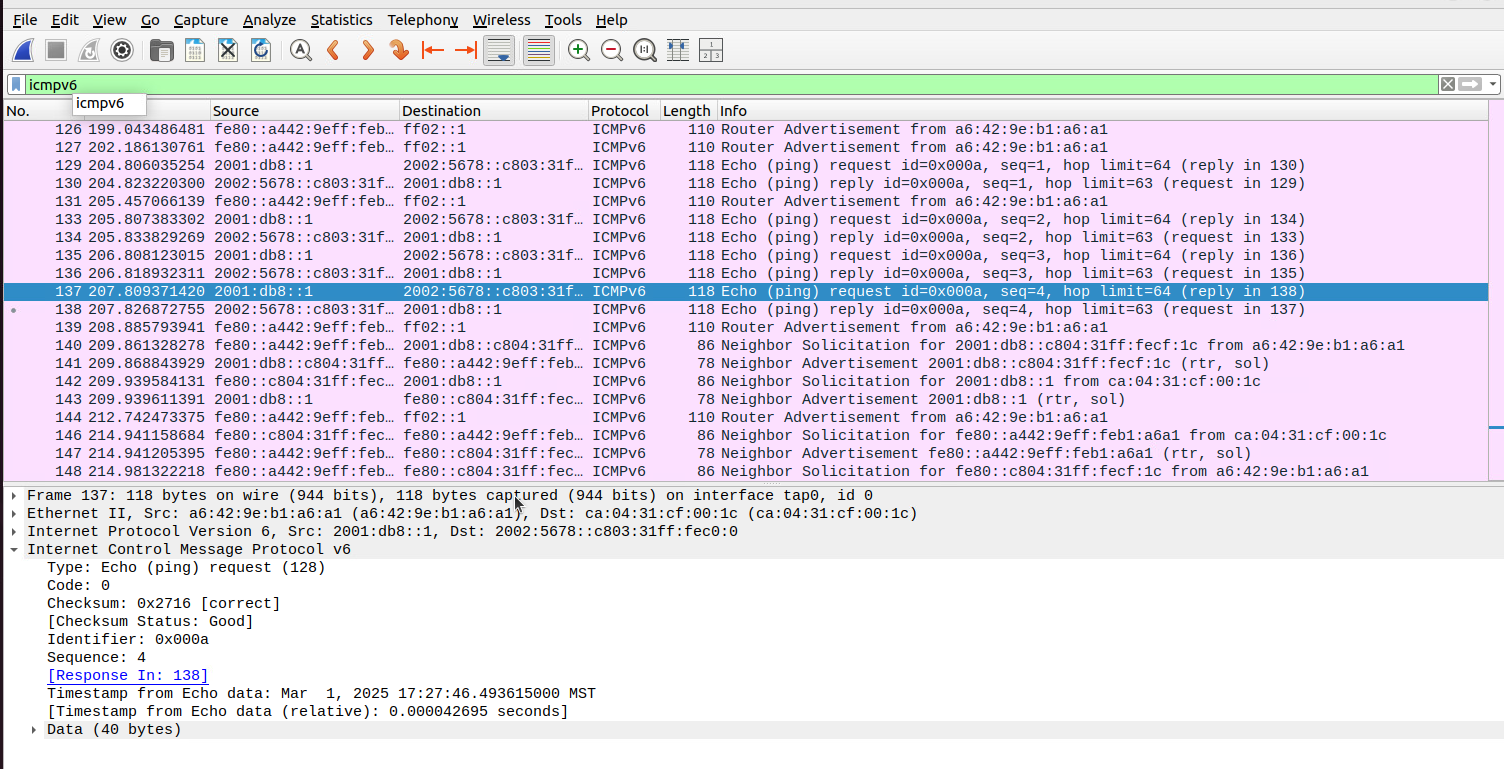 File Edit View Go Capture Analyze Statistics Telephony Wireless Tools Help
icmpv6
icmpv6
No. Source Destination Protocol Length Info
126 199.043486481 fe80::a442:9eff:feb… ff02::1 ICMPv6 110 Router Advertisement from a6:42:9e:b1:a6:a1
127 202.186130761 fe80::a442:9eff:feb… ff02::1 ICMPv6 110 Router Advertisement from a6:42:9e:b1:a6:a1
129 204.806035254 2001:db8::1 2002:5678::c803:31f… ICMPv6 118 Echo (ping) request id=0x000a, seq=1, hop limit=64 (reply in 130)
130 204.823220300 2002:5678::c803:31f… 2001:db8::1 ICMPv6 118 Echo (ping) reply id=0x000a, seq=1, hop limit=63 (request in 129)
131 205.457066139 fe80::a442:9eff:feb… ff02::1 ICMPv6 110 Router Advertisement from a6:42:9e:b1:a6:a1
133 205.807383302 2001:db8::1 2002:5678::c803:31f… ICMPv6 118 Echo (ping) request id=0x000a, seq=2, hop limit=64 (reply in 134)
134 205.833829269 2002:5678::c803:31f… 2001:db8::1 ICMPv6 118 Echo (ping) reply id=0x000a, seq=2, hop limit=63 (request in 133)
135 206.808123015 2001:db8::1 2002:5678::c803:31f… ICMPv6 118 Echo (ping) request id=0x000a, seq=3, hop limit=64 (reply in 136)
136 206.818932311 2002:5678::c803:31f… 2001:db8::1 ICMPv6 118 Echo (ping) reply id=0x000a, seq=3, hop limit=63 (request in 135)
137 207.809371420 2001:db8::1 2002:5678::c803:31f… ICMPv6 118 Echo (ping) request id=0x000a, seq=4, hop limit=64 (reply in 138)
138 207.826872755 2002:5678::c803:31f… 2001:db8::1 ICMPv6 118 Echo (ping) reply id=0x000a, seq=4, hop limit=63 (request in 137)
139 208.885793941 fe80::a442:9eff:feb… ff02::1 ICMPv6 110 Router Advertisement from a6:42:9e:b1:a6:a1
140 209.861328278 fe80::a442:9eff:feb… 2001:db8::c804:31ff… ICMPv6 86 Neighbor Solicitation for 2001:db8::c804:31ff:fecf:1c from a6:42:9e:b1:a6:a1
141 209.868843929 2001:db8::c804:31ff… fe80::a442:9eff:feb… ICMPv6 78 Neighbor Advertisement 2001:db8::c804:31ff:fecf:1c (rtr, sol)
142 209.939584131 fe80::c804:31ff:fec… 2001:db8::1 ICMPv6 86 Neighbor Solicitation for 2001:db8::1 from ca:04:31:cf:00:1c
143 209.939611391 2001:db8::1 fe80::c804:31ff:fec… ICMPv6 78 Neighbor Advertisement 2001:db8::1 (rtr, sol)
144 212.742473375 fe80::a442:9eff:feb… ff02::1 ICMPv6 110 Router Advertisement from a6:42:9e:b1:a6:a1
146 214.941158684 fe80::c804:31ff:fec… fe80::a442:9eff:feb… ICMPv6 86 Neighbor Solicitation for fe80::a442:9eff:feb1:a6a1 from ca:04:31:cf:00:1c
147 214.941205395 fe80::a442:9eff:feb… fe80::c804:31ff:fec… ICMPv6 78 Neighbor Advertisement fe80::a442:9eff:feb1:a6a1 (rtr, sol)
148 214.981322218 fe80::a442:9eff:feb… fe80::c804:31ff:fec… ICMPv6 86 Neighbor Solicitation for fe80::c804:31ff:fecf:1c from a6:42:9e:b1:a6:a1
Frame 137: 118 bytes on wire (944 bits), 118 bytes captured (944 bits) on interface tap0, id 0
Ethernet II, Src: a6:42:9e:b1:a6:a1 (a6:42:9e:b1:a6:a1), Dst: ca:04:31:cf:00:1c (ca:04:31:cf:00:1c)
Internet Protocol Version 6, Src: 2001:db8::1, Dst: 2002:5678::c803:31ff:fec0:0
Internet Control Message Protocol v6
Type: Echo (ping) request (128)
Code: 0
Checksum: 0x2716 [correct]
[Checksum Status: Good]
Identifier: 0x000a
Sequence: 4
[Response In: 138]
Timestamp from Echo data: Mar  1, 2025 17:27:46.493615000 MST
[Timestamp from Echo data (relative): 0.000042695 seconds]
Data (40 bytes)